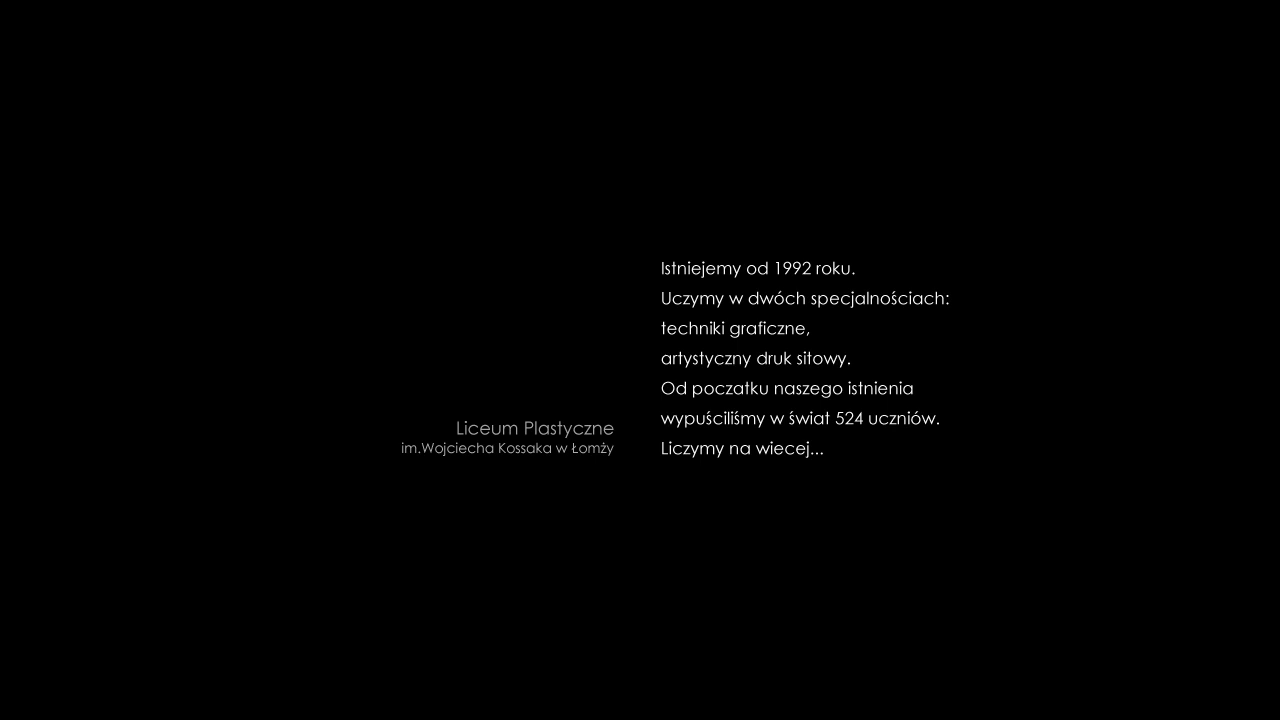 Liceum Plastyczne
im.Wojciecha Kossaka w Łomży
Istniejemy od 1992 roku.
Uczymy w dwóch specjalnościach:
techniki graficzne,
artystyczny druk sitowy.
Od poczatku naszego istnienia
wypuściliśmy w świat 524 uczniów.
Liczymy na wiecej...